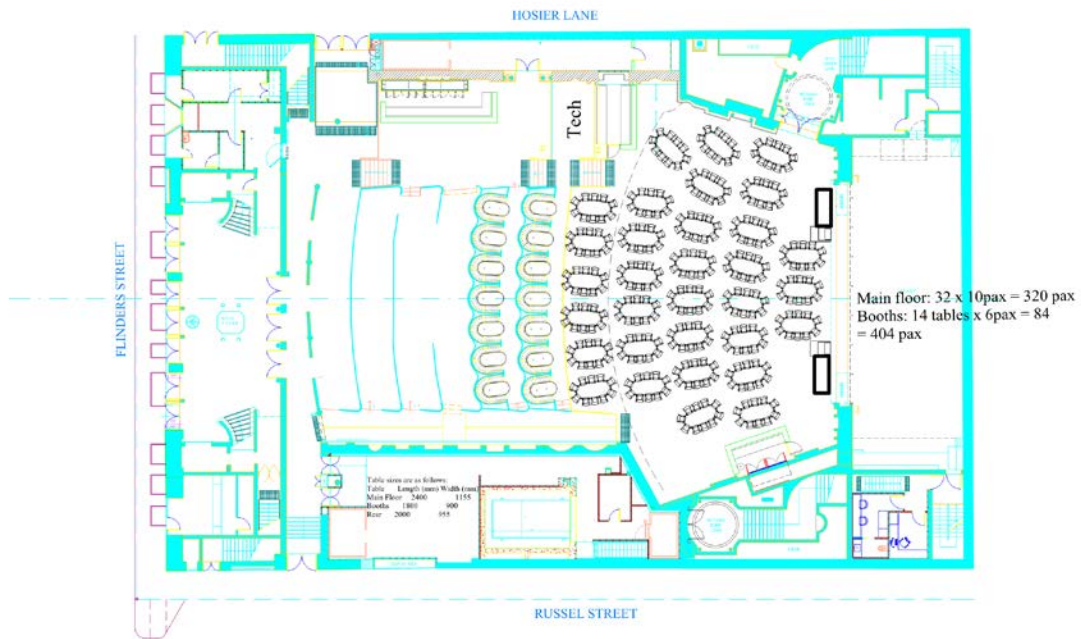 HOSIER LANE
Tech
FLINDERS STREET
Main floor: 32 x 10pax = 320 pax
Booths: 14 tables x 6pax = 84
= 404 pax
Table sizes are as follows:
Table Length (mm) Width (mm)
Main Floor 2400 1155
Booths 1800 900
Rear 2000 955
RUSSEL STREET